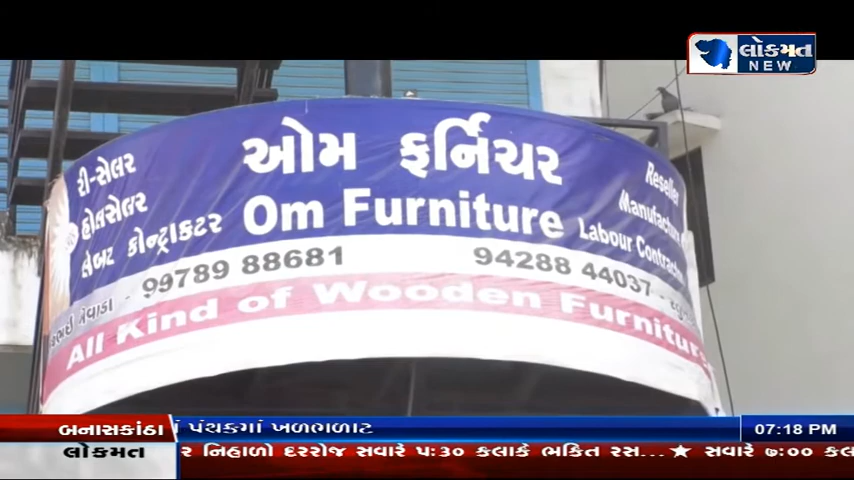 લોકમત
NEW
રી-સેલર
હોલસેલર
લેબર કોન્ટ્રાકટર
ઓમ ફર્નિચર
Om Furniture
Reseller
Manufacturer
Labour Contractor
99789 88681
94288 44037
All Kind of Wooden Furniture
બનાસકાંઠા
પંથકમાં ખળભળાટ
07:18 PM
લોકમત
ર નિહાળો દરરોજ સવારે ૫:૩૦ કલાકે ભકિત રસ...★ સવારે ૭:૦૦ કલ